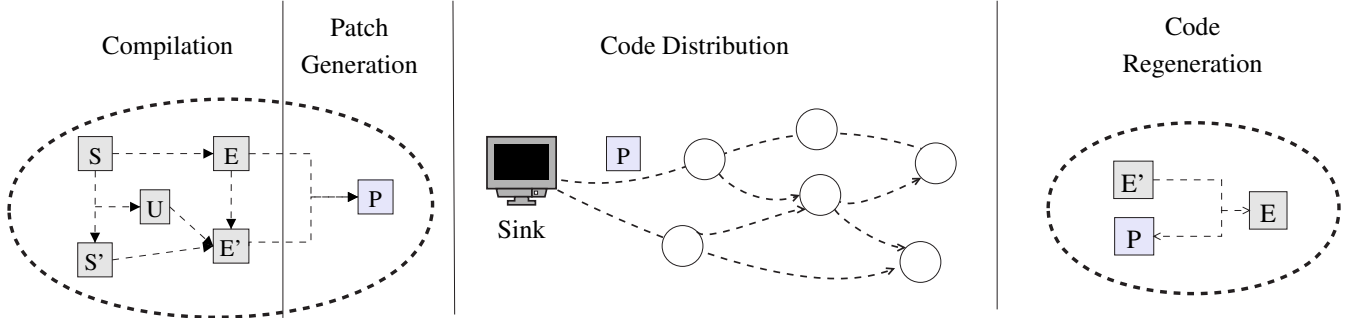 Compilation
Patch
Generation
Code Distribution
Code
Regeneration
S
E
U
S'
E'
P
P
Sink
E'
P
E